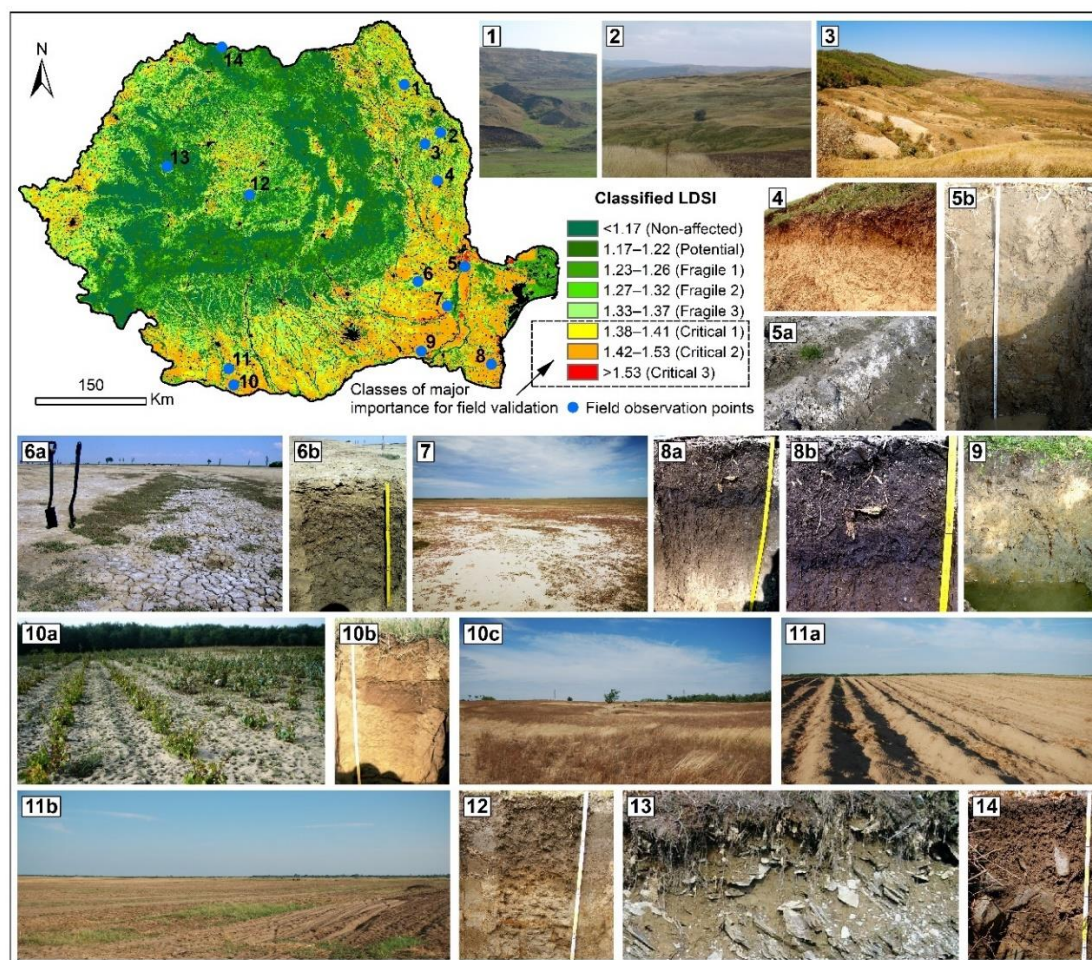 N
14
1
2
3
13
4
12
5
6
7
9
8
11
10
150
Km
1
2
3
Classified LDSI
<1.17 (Non-affected)
1.17–1.22 (Potential)
1.23–1.26 (Fragile 1)
1.27–1.32 (Fragile 2)
1.33–1.37 (Fragile 3)
1.38–1.41 (Critical 1)
1.42–1.53 (Critical 2)
>1.53 (Critical 3)
Classes of major
importance for field validation
Field observation points
4
5b
5a
6a
6b
7
8a
8b
9
10a
10b
10c
11a
11b
12
13
14